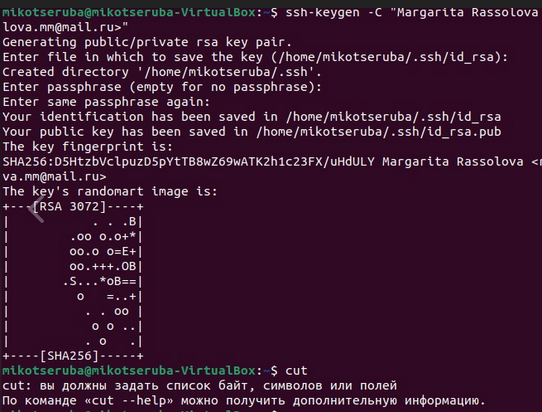 mikotseruba@mikotseruba-VirtualBox:~$ ssh-keygen -C "Margarita Rassolova
lova.mm@mail.ru>"
Generating public/private rsa key pair.
Enter file in which to save the key (/home/mikotseruba/.ssh/id_rsa):
Created directory '/home/mikotseruba/.ssh'.
Enter passphrase (empty for no passphrase):
Enter same passphrase again:
Your identification has been saved in /home/mikotseruba/.ssh/id_rsa
Your public key has been saved in /home/mikotseruba/.ssh/id_rsa.pub
The key fingerprint is:
SHA256:D5HtzbVclpuzD5pYtTB8wZ69wATK2h1c23FX/uHdULY Margarita Rassolova <r
va.mm@mail.ru>
The key's randomart image is:
+---[RSA 3072]----+
|           . . .B|
|        .oo o.o+*|
|        oo.o o=E+|
|        oo.+++.OB|
|       .S...*oB==|
|         o   =..+|
|          . . oo |
|           o o ..|
|          . o   .|
+----[SHA256]-----+
mikotseruba@mikotseruba-VirtualBox:~$ cut
cut: вы должны задать список байт, символов или полей
По команде «cut --help» можно получить дополнительную информацию.